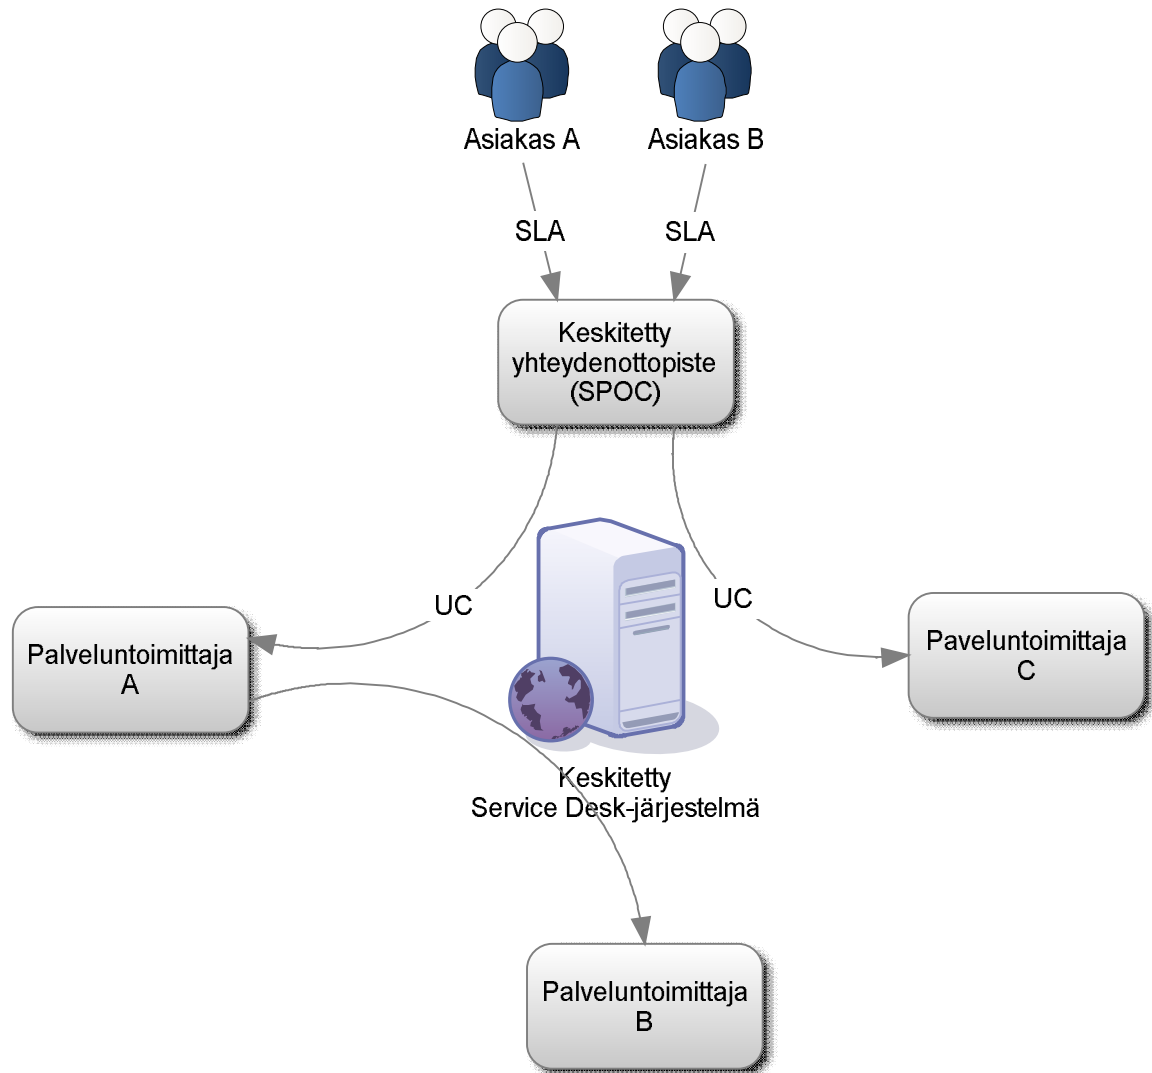 Asiakas A
Asiakas B
SLA
SLA
Keskitetty
yhteydenottopiste
(SPOC)
UC
UC
Palveluntoimittaja
A
Paveluntoimittaja
C
Keskitetty
Service Desk-järjestelmä
Palveluntoimittaja
B